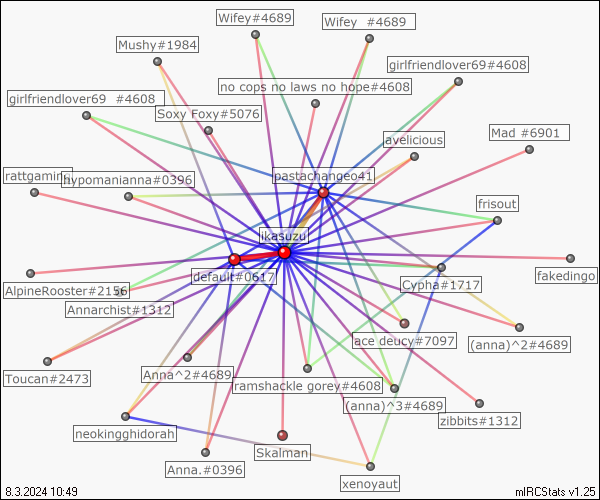 Wifey#4689
Wifey  #4689
Mushy#1984
girlfriendlover69#4608
no cops no laws no hope#4608
girlfriendlover69  #4608
Soxy Foxy#5076
Mad #6901
avelicious
rattgaming
hypomanianna#0396
pastachangeo41
frisout
ikasuzu
default#0617
fakedingo
AlpineRooster#2156
Cypha#1717
Annarchist#1312
ace deucy#7097
(anna)^2#4689
Toucan#2473
Anna^2#4689
ramshackle gorey#4608
(anna)^3#4689
zibbits#1312
neokingghidorah
Skalman
Anna.#0396
xenoyaut
8.3.2024 10:49
mIRCStats v1.25